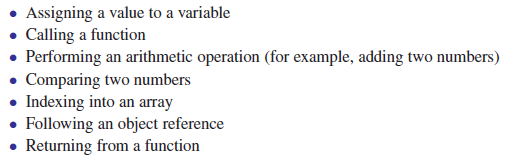 • Assigning a value to a variable
• Calling a function
• Performing an arithmetic operation (for example, adding two numbers)
• Comparing two numbers
• Indexing into an array
• Following an object reference
• Returning from a function